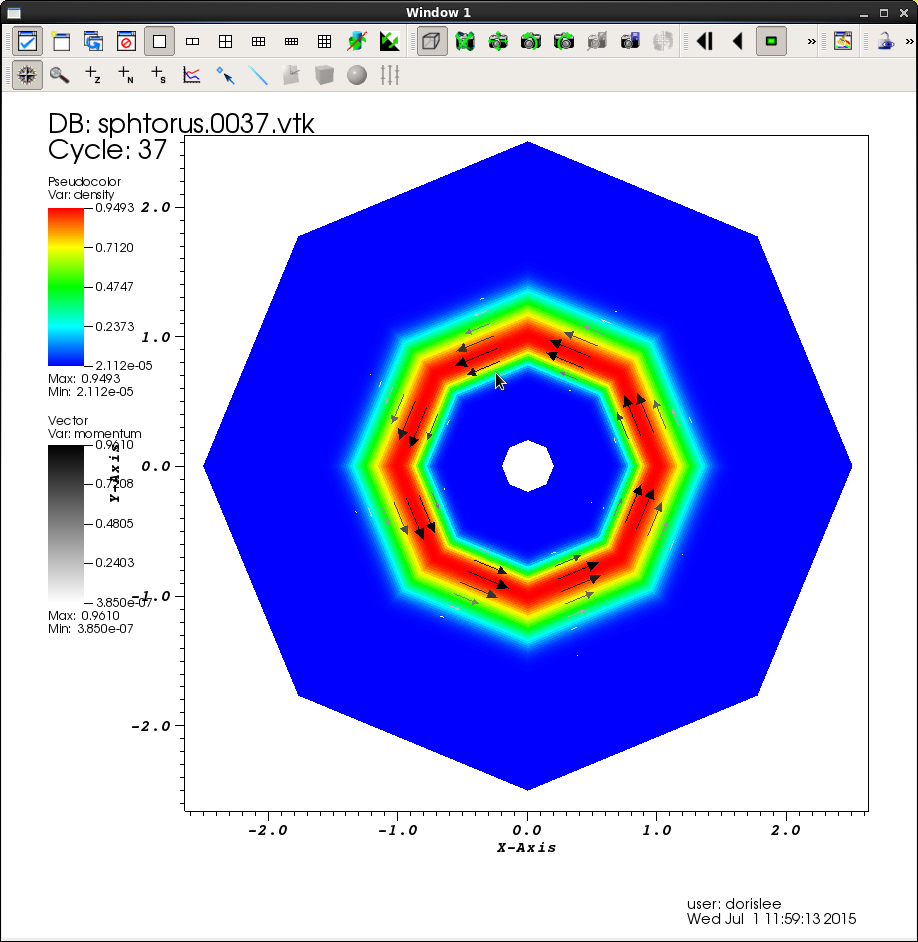 Window 1
»
»
z
N
s
DB: sphtorus.0037.vtk
Cycle: 37
Pseudocolor
Var: density
0.9493
0.7120
0.4747
0.2373
2.112e-05
Max: 0.9493
Min: 2.112e-05
Vector
Var: momentum
0.9610
0.7208
0.4805
0.2403
3.850e-07
Max: 0.9610
Min: 3.850e-07
Y-Axis
2.0
1.0
0.0
-1.0
-2.0
-2.0 -1.0 0.0 1.0 2.0
X-Axis
user: dorislee
Wed Jul 1 11:59:13 2015